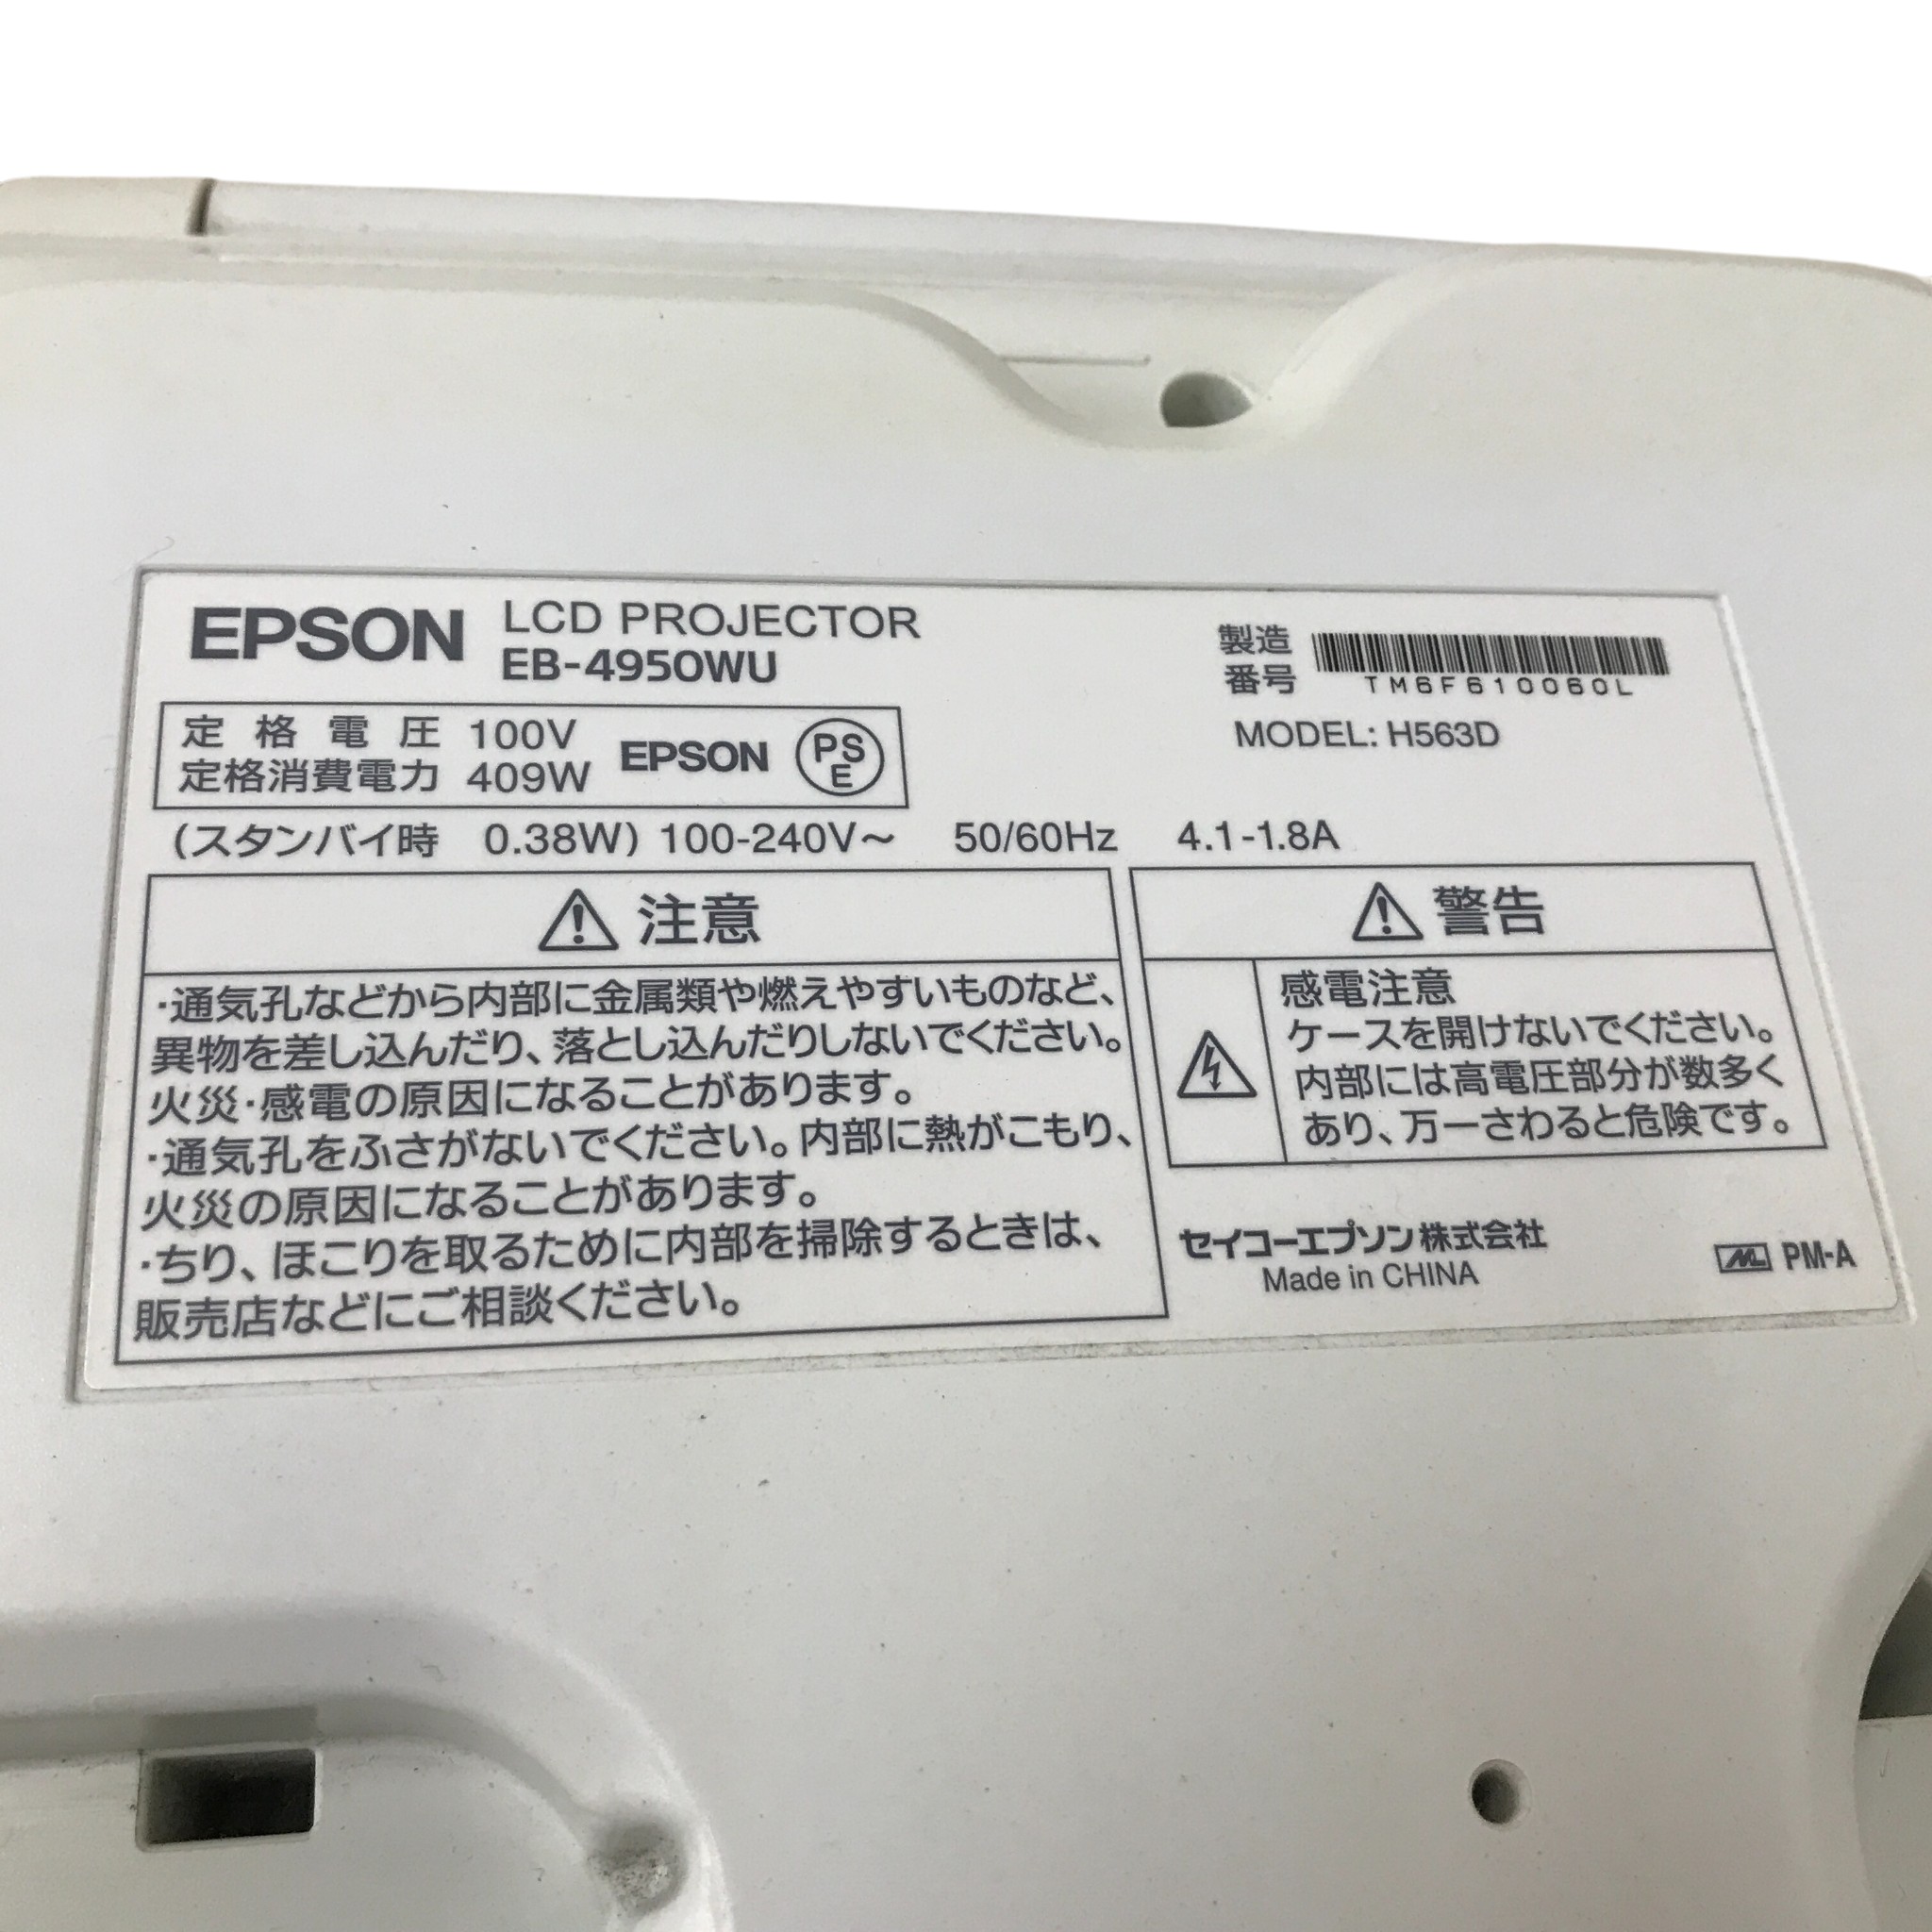 EPSON LCD PROJECTOR
EB-4950WU
製造
番号
TM6F610060L
MODEL: H563D
定格電圧 100V
定格消費電力 409W
EPSON
PS
E
(スタンバイ時 0.38W) 100-240V～ 50/60Hz 4.1-1.8A
注意
・通気孔などから内部に金属類や燃えやすいものなど、
異物を差し込んだり、落とし込んだりしないでください。
火災・感電の原因になることがあります。
・通気孔をふさがないでください。内部に熱がこもり、
火災の原因になることがあります。
・ちり、ほこりを取るために内部を掃除するときは、
販売店などにご相談ください。
警告
感電注意
ケースを開けないでください。
内部には高電圧部分が数多く
あり、万一さわると危険です。
セイコーエプソン株式会社
Made in CHINA
PM-A